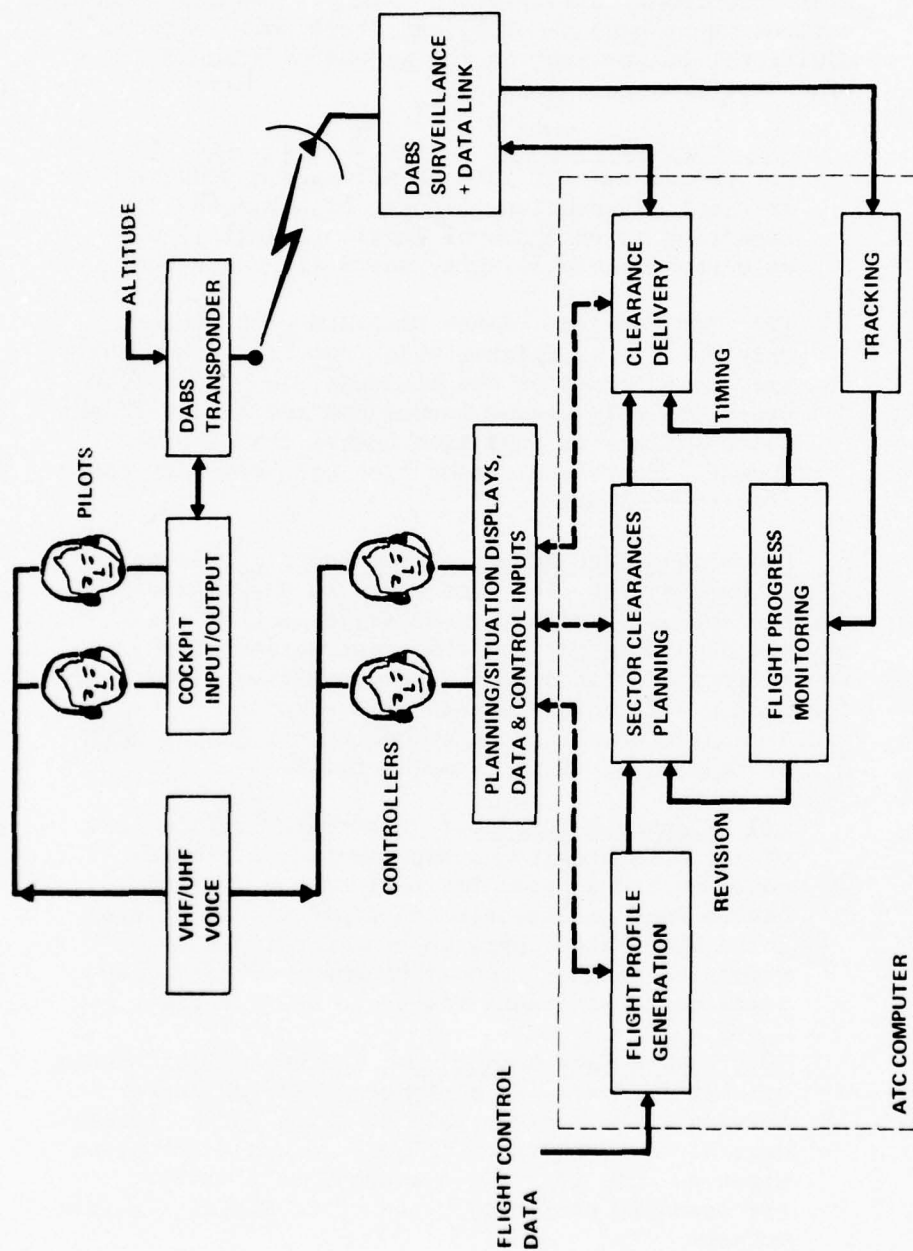 ALTITUDE
PILOTS
DABS
TRANSPONDER
COCKPIT
INPUT/OUTPUT
VHF/UHF
VOICE
DABS
SURVEILLANCE
+ DATA LINK
CONTROLLERS
PLANNING/SITUATION DISPLAYS,
DATA & CONTROL INPUTS
FLIGHT CONTROL
DATA
FLIGHT PROFILE
GENERATION
SECTOR CLEARANCES
PLANNING
CLEARANCE
DELIVERY
REVISION
TIMING
FLIGHT PROGRESS
MONITORING
TRACKING
ATC COMPUTER